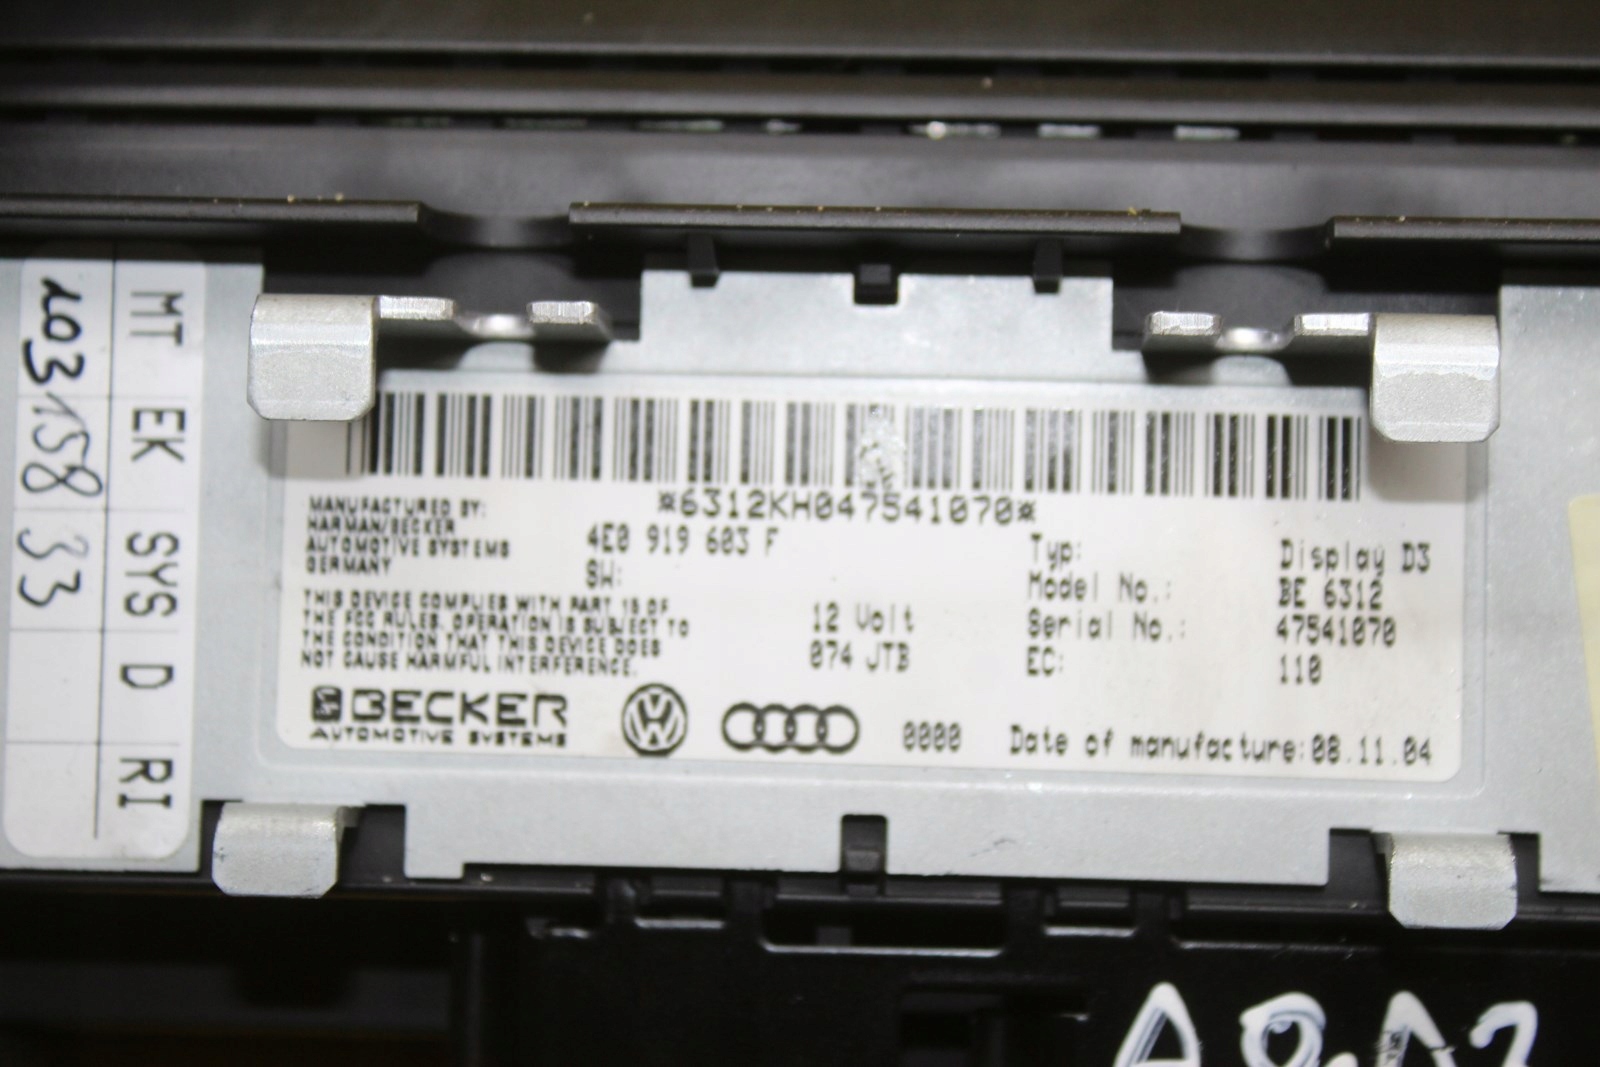 MT EK SYS D RI
*6312KH047541070*
MANUFACTURED BY:
HARMAN/BECKER
AUTOMOTIVE SYSTEMS
GERMANY
4E0 919 603 F
SW:
THIS DEVICE COMPLIES WITH PART 15 OF
THE FCC RULES. OPERATION IS SUBJECT TO
THE CONDITION THAT THIS DEVICE DOES
NOT CAUSE HARMFUL INTERFERENCE.
12 Volt
074 JTB
Typ: Display D3
Model No.: BE 6312
Serial No.: 47541070
EC: 110
BECKER
AUTOMOTIVE SYSTEMS
VW
0000
Date of manufacture:08.11.04